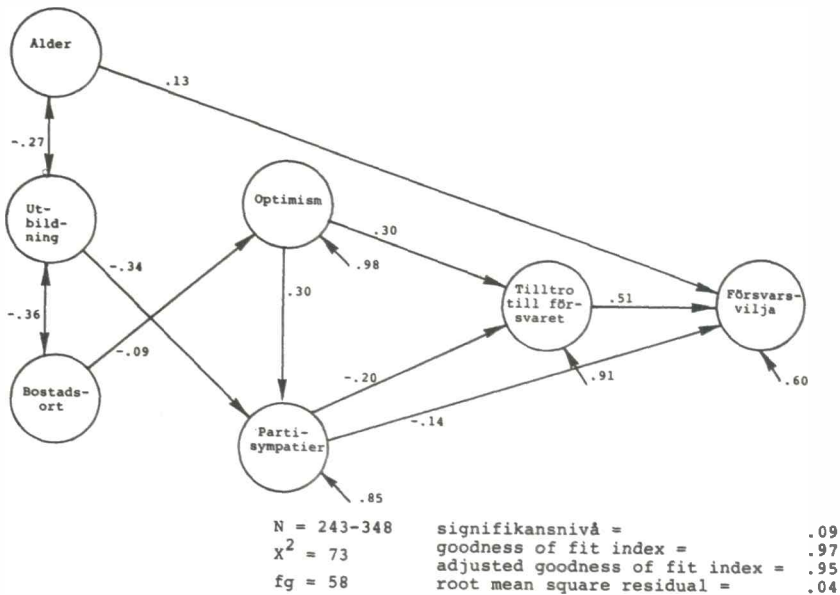 Ålder
.13
-.27
Ut-
bild-
ning
Optimism
.30
.98
-.34
.30
Tilltro
till för-
svaret
.51
Försvars-
vilja
-.36
-.09
Bostads-
ort
-.20
.91
.60
-.14
Parti-
sympatier
.85
N = 243-348 signifikansnivå = .09
X² = 73 goodness of fit index = .97
adjusted goodness of fit index = .95
fg = 58 root mean square residual = .04